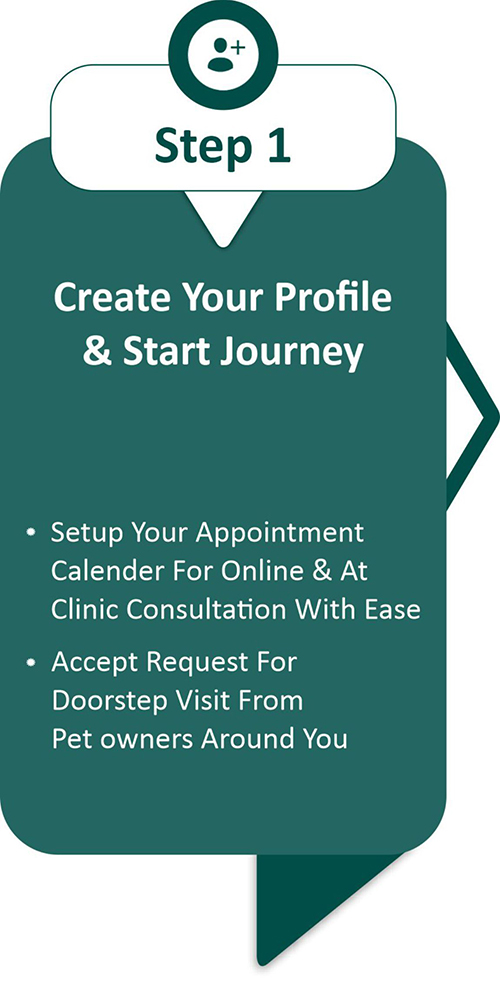 Step 1
Create Your Profile
& Start Journey
• Setup Your Appointment
Calender For Online & At
Clinic Consultation With Ease
• Accept Request For
Doorstep Visit From
Pet owners Around You